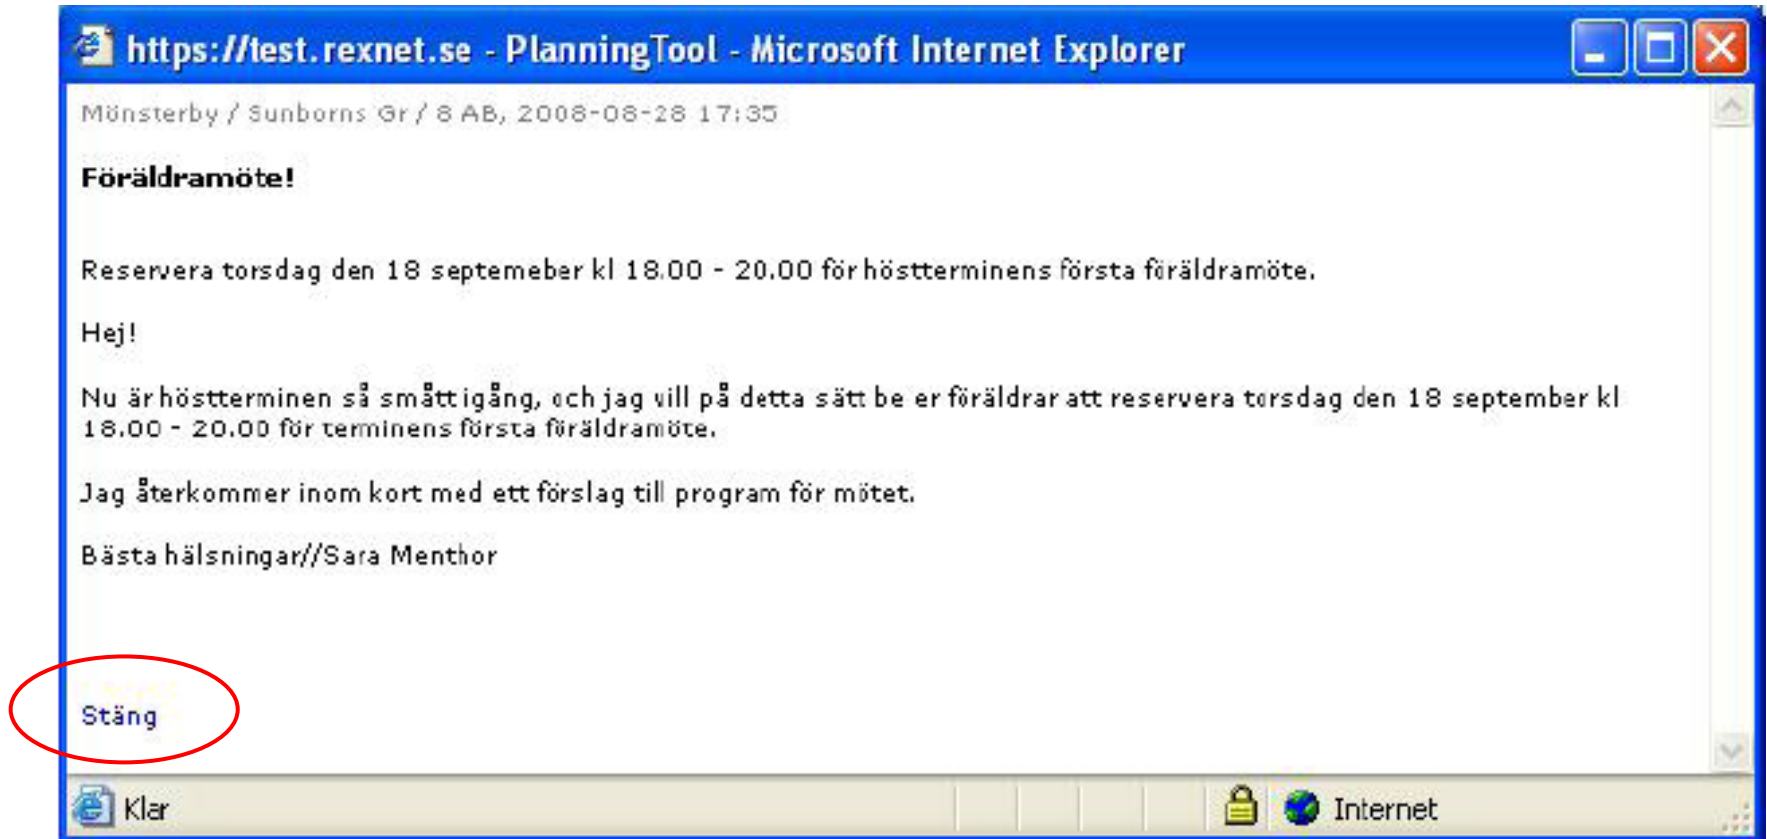 https://test.rexnet.se - PlanningTool - Microsoft Internet Explorer
Mönsterby / Sunborns Gr / 8 AB, 2008-08-28 17:35
Föräldramöte!
Reservera torsdag den 18 septemeber kl 18.00 - 20.00 för höstterminens första föräldramöte.
Hej!
Nu är höstterminen så smått igång, och jag vill på detta sätt be er föräldrar att reservera torsdag den 18 september kl
18.00 - 20.00 för terminens första föräldramöte.
Jag återkommer inom kort med ett förslag till program för mötet.
Bästa hälsningar//Sara Menthor
Stäng
Klar
Internet